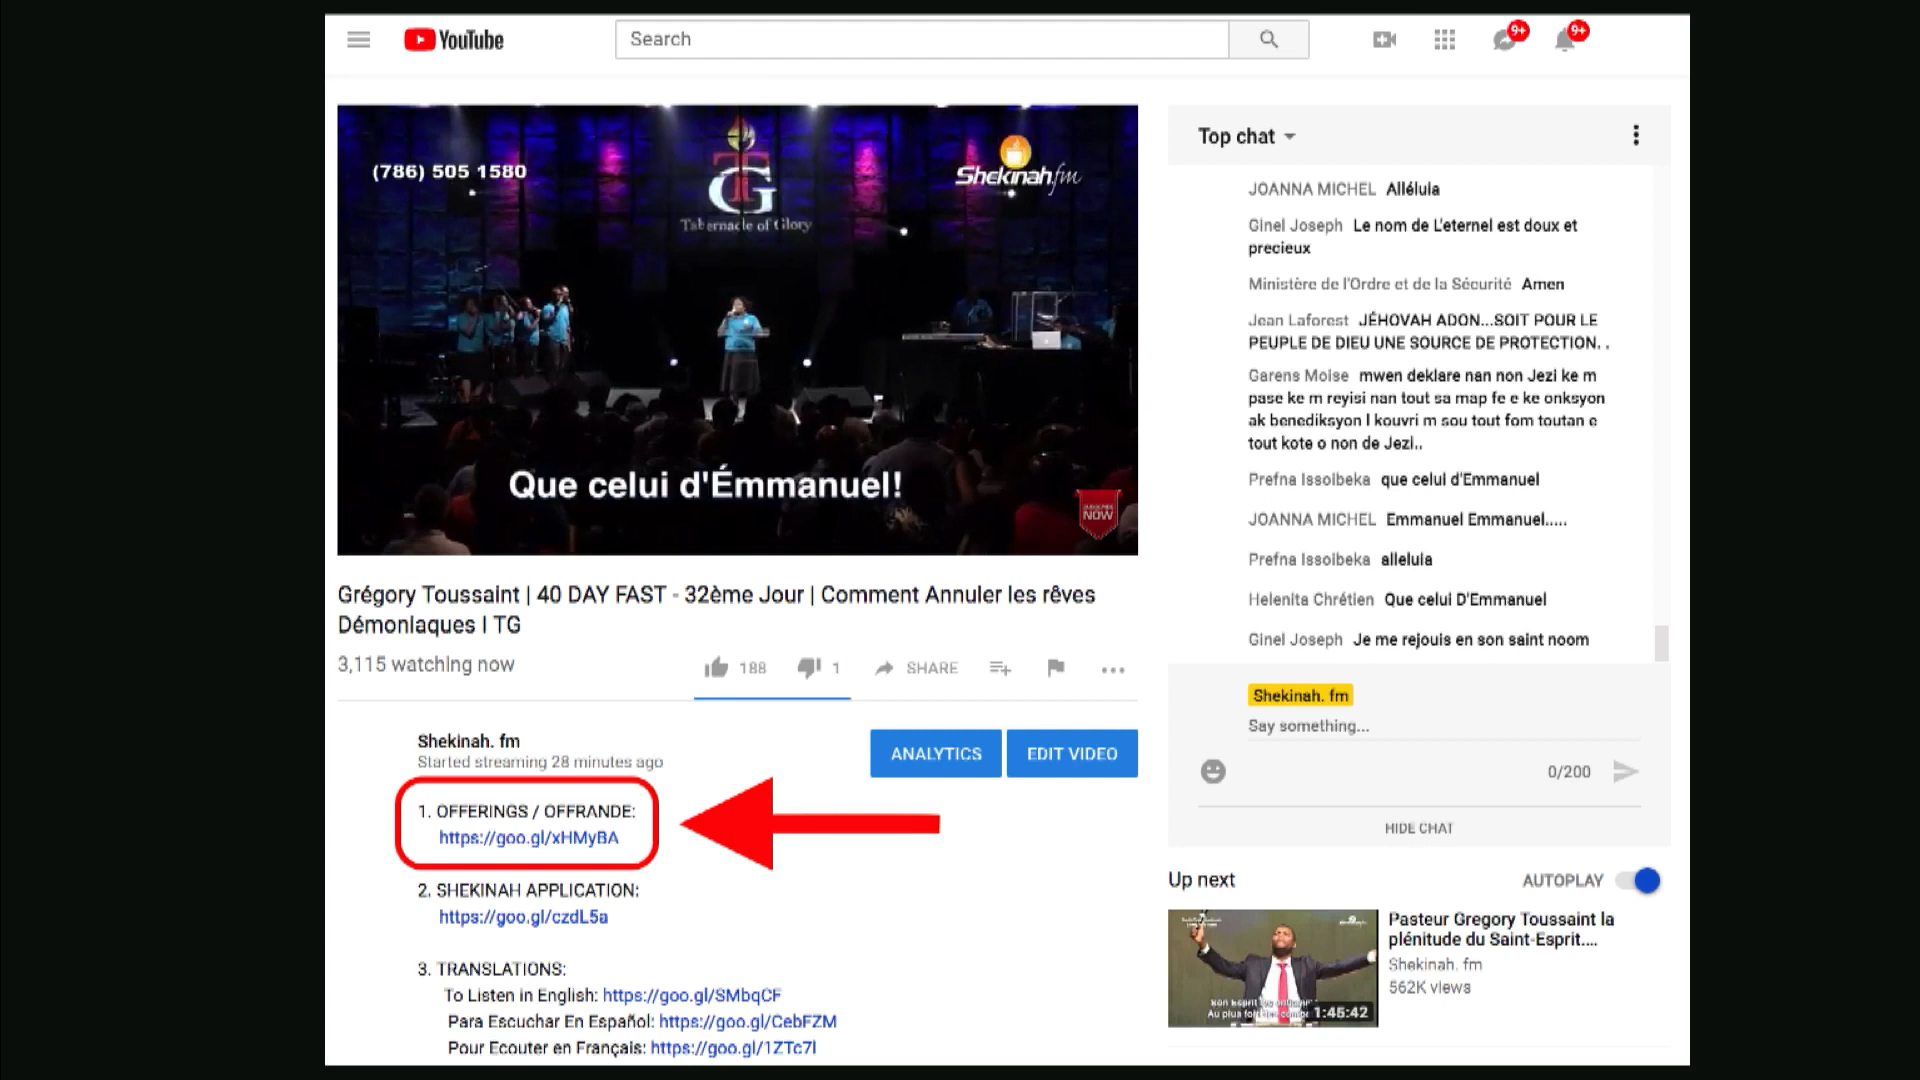 YouTube
Search
9+
9+
(786) 505 1580
TG
Tabernacle of Glory
Shekinah.fm
Que celui d'Émmanuel!
NOW
Grégory Toussaint | 40 DAY FAST - 32ème Jour | Comment Annuler les rêves
Démonlaques I TG
3,115 watching now
188
1
SHARE
Shekinah. fm
Started streaming 28 minutes ago
ANALYTICS
EDIT VIDEO
1. OFFERINGS / OFFRANDE:
https://goo.gl/xHMyBA
2. SHEKINAH APPLICATION:
https://goo.gl/czdL5a
3. TRANSLATIONS:
To Listen in English: https://goo.gl/SMbqCF
Para Escuchar En Español: https://goo.gl/CebFZM
Pour Ecouter en Français: https://goo.gl/1ZTc7l
Top chat
JOANNA MICHEL Alléluia
Ginel Joseph Le nom de L'eternel est doux et
precieux
Ministère de l'Ordre et de la Sécurité Amen
Jean Laforest JÉHOVAH ADON...SOIT POUR LE
PEUPLE DE DIEU UNE SOURCE DE PROTECTION. .
Garens Moise mwen deklare nan non Jezi ke m
pase ke m reyisi nan tout sa map fe e ke onksyon
ak benediksyon l kouvri m sou tout fom toutan e
tout kote o non de Jezi..
Prefna Issolbeka que celui d'Emmanuel
JOANNA MICHEL Emmanuel Emmanuel.....
Prefna Issolbeka alleluia
Helenita Chrétien Que celui D'Emmanuel
Ginel Joseph Je me rejouis en son saint noom
Shekinah. fm
Say something...
0/200
HIDE CHAT
Up next
AUTOPLAY
1:45:42
Pasteur Gregory Toussaint la
plénitude du Saint-Esprit....
Shekinah. fm
562K views